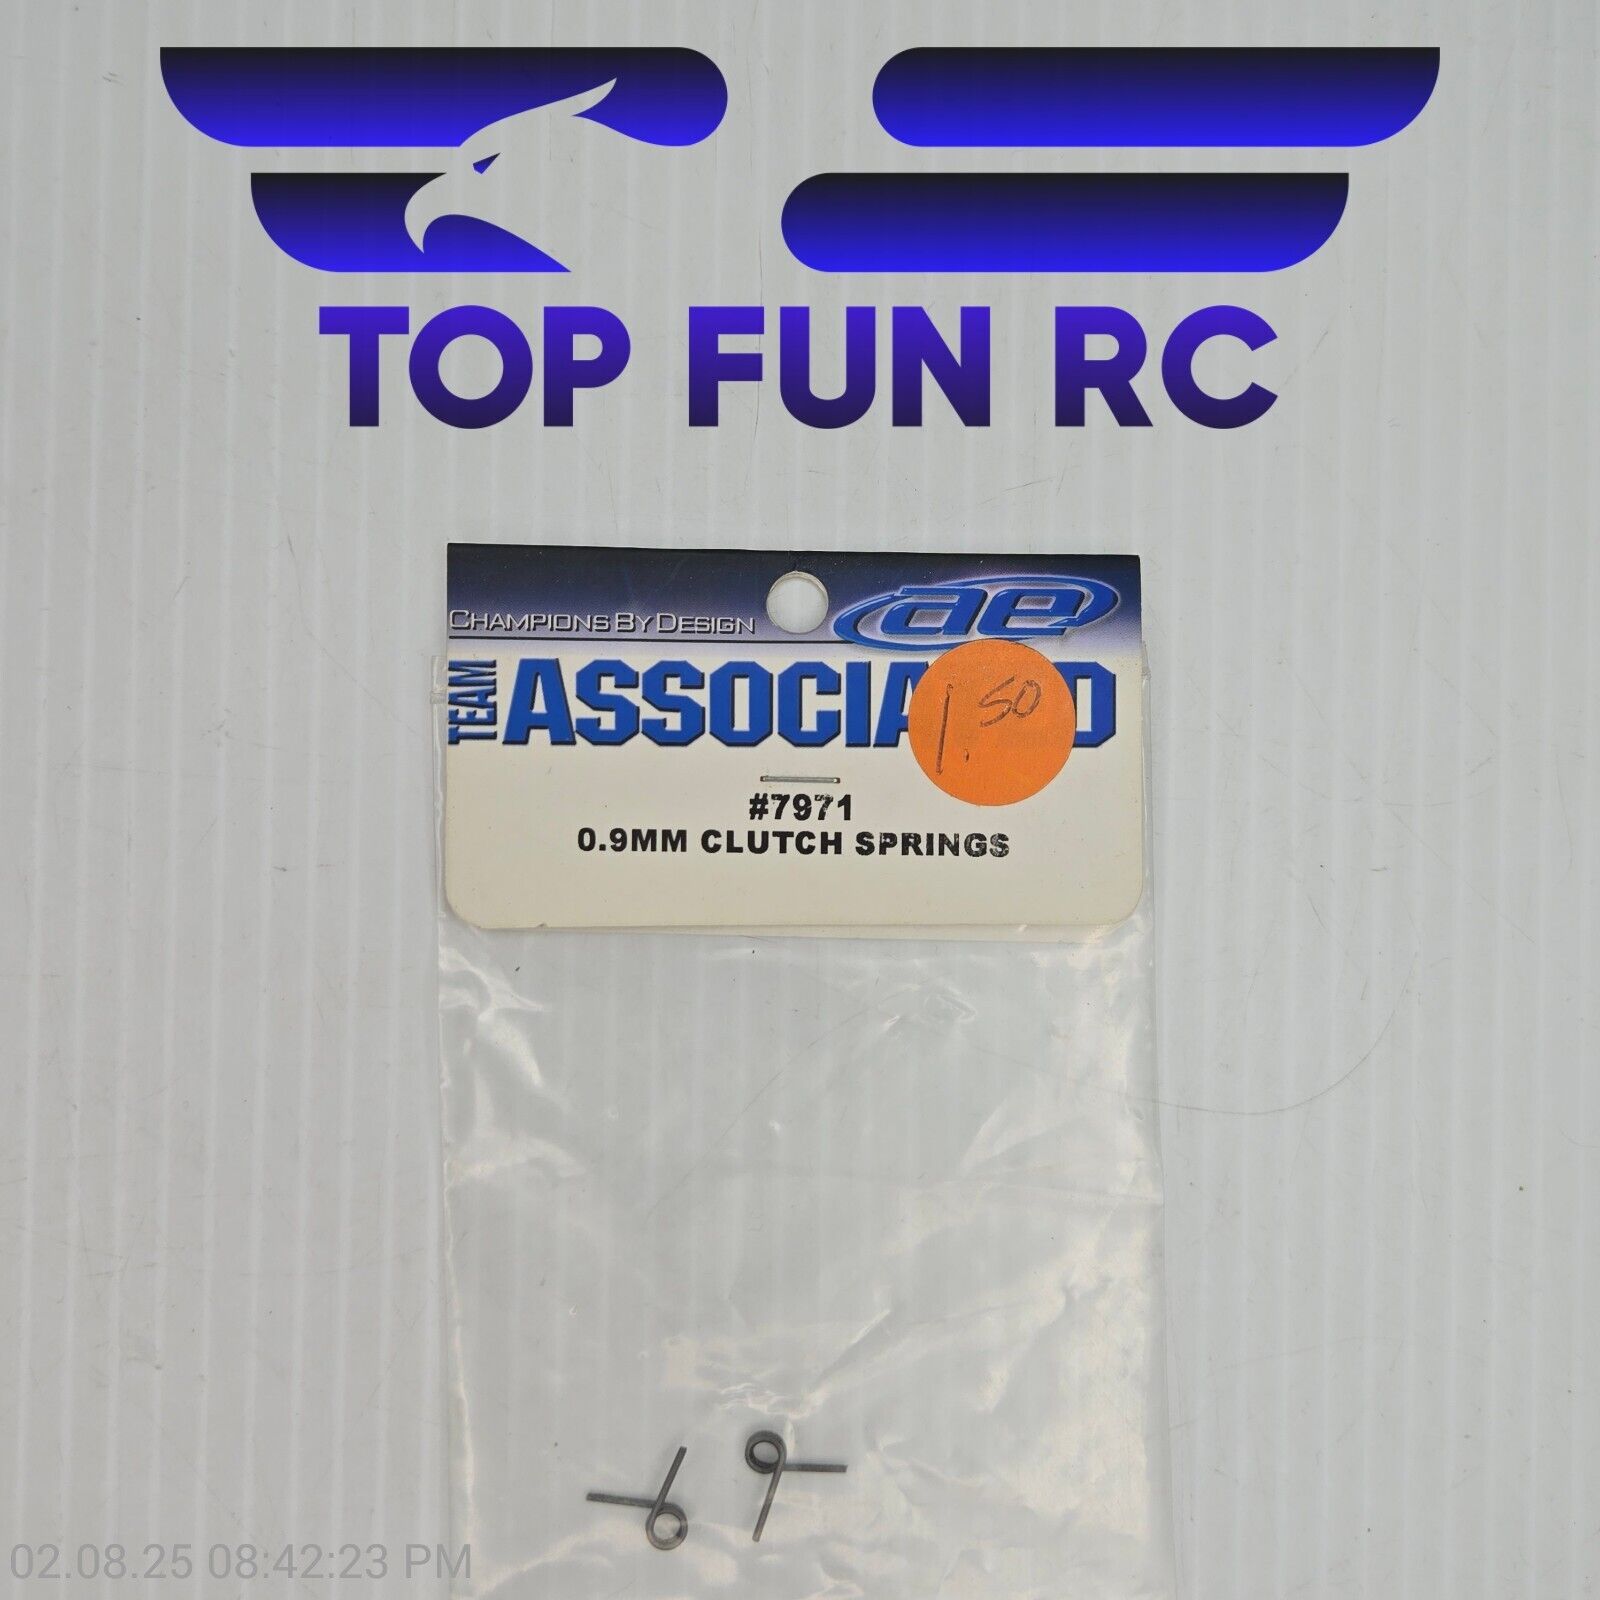 TOP FUN RC
CHAMPIONS BY DESIGN
ae
TEAM
ASSOCIA D
1.50
#7971
0.9MM CLUTCH SPRINGS
02.08.25 08:42:23 PM